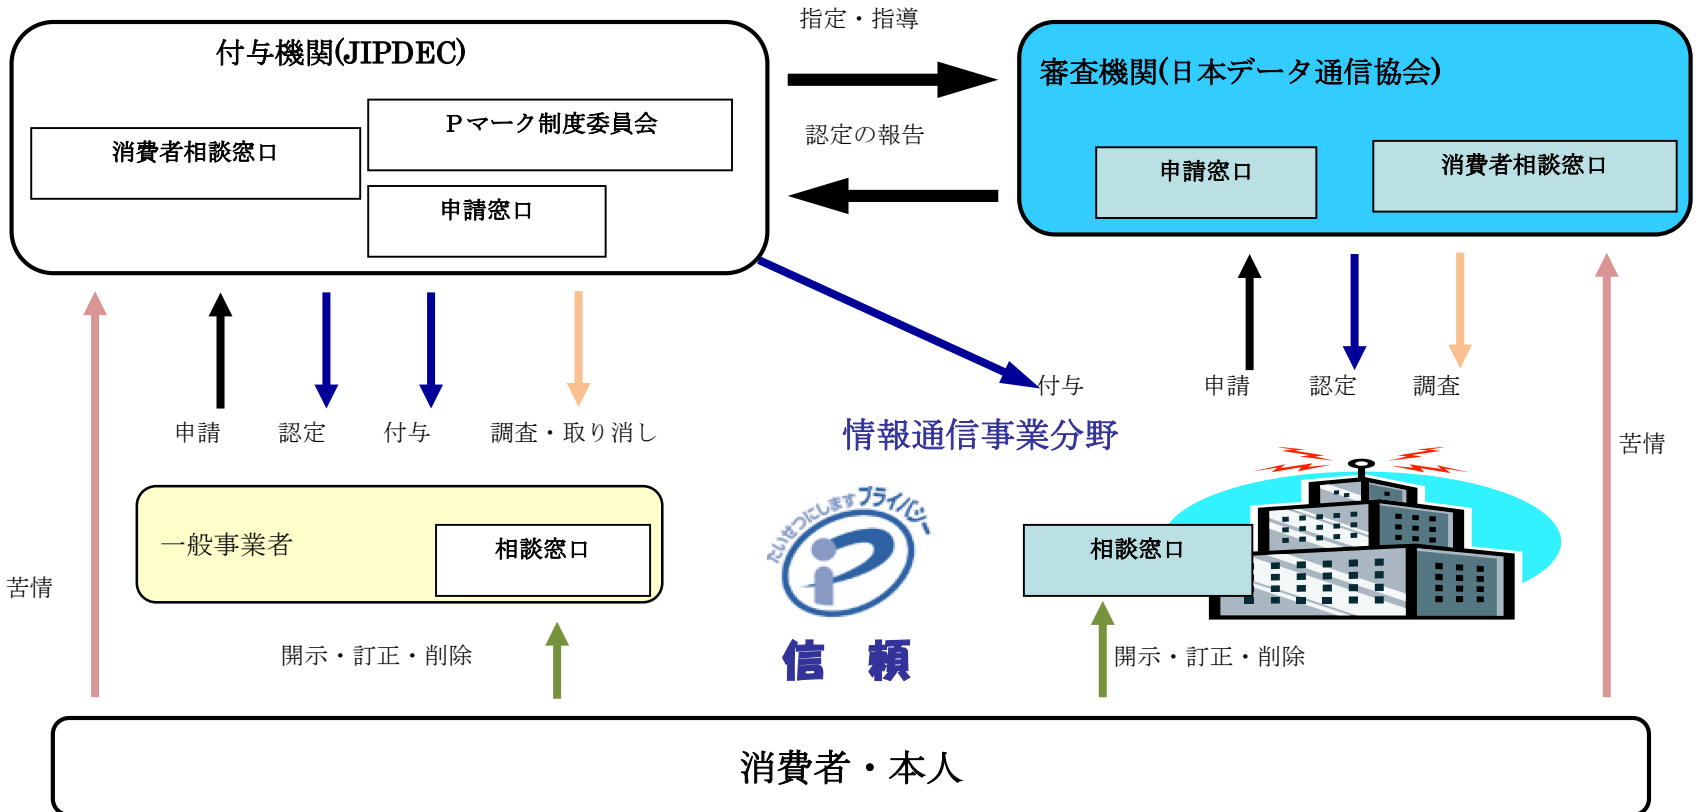 指定・指導
付与機関(JIPDEC)
審査機関(日本データ通信協会)
Pマーク制度委員会
消費者相談窓口
認定の報告
申請窓口
消費者相談窓口
申請窓口
付与
申請
認定
調査
申請
認定
付与
調査・取り消し
情報通信事業分野
苦情
たいせつにしますプライバシー
一般事業者
相談窓口
相談窓口
苦情
開示・訂正・削除
信 頼
開示・訂正・削除
消費者・本人